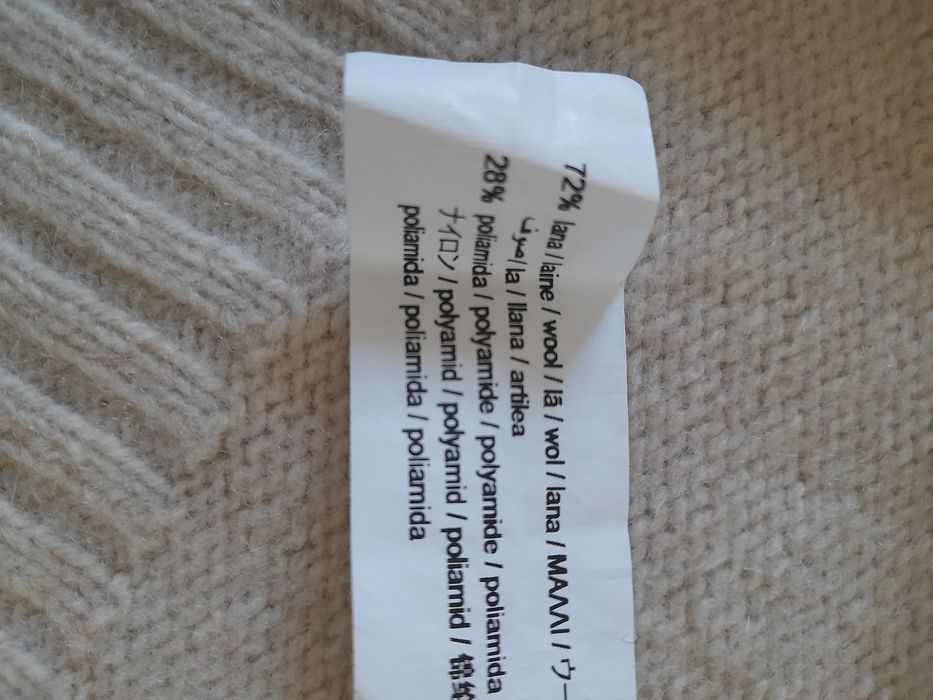 72% lana / laine / wool / lã / wol / lana / ΜΑΛΛΙ / ウー
صوف / la / llana / artilea
28% poliamida / polyamide / polyamide / poliamida
ナイロン / polyamid / polyamid / poliamid / 锦纶
poliamida / poliamida / poliamida